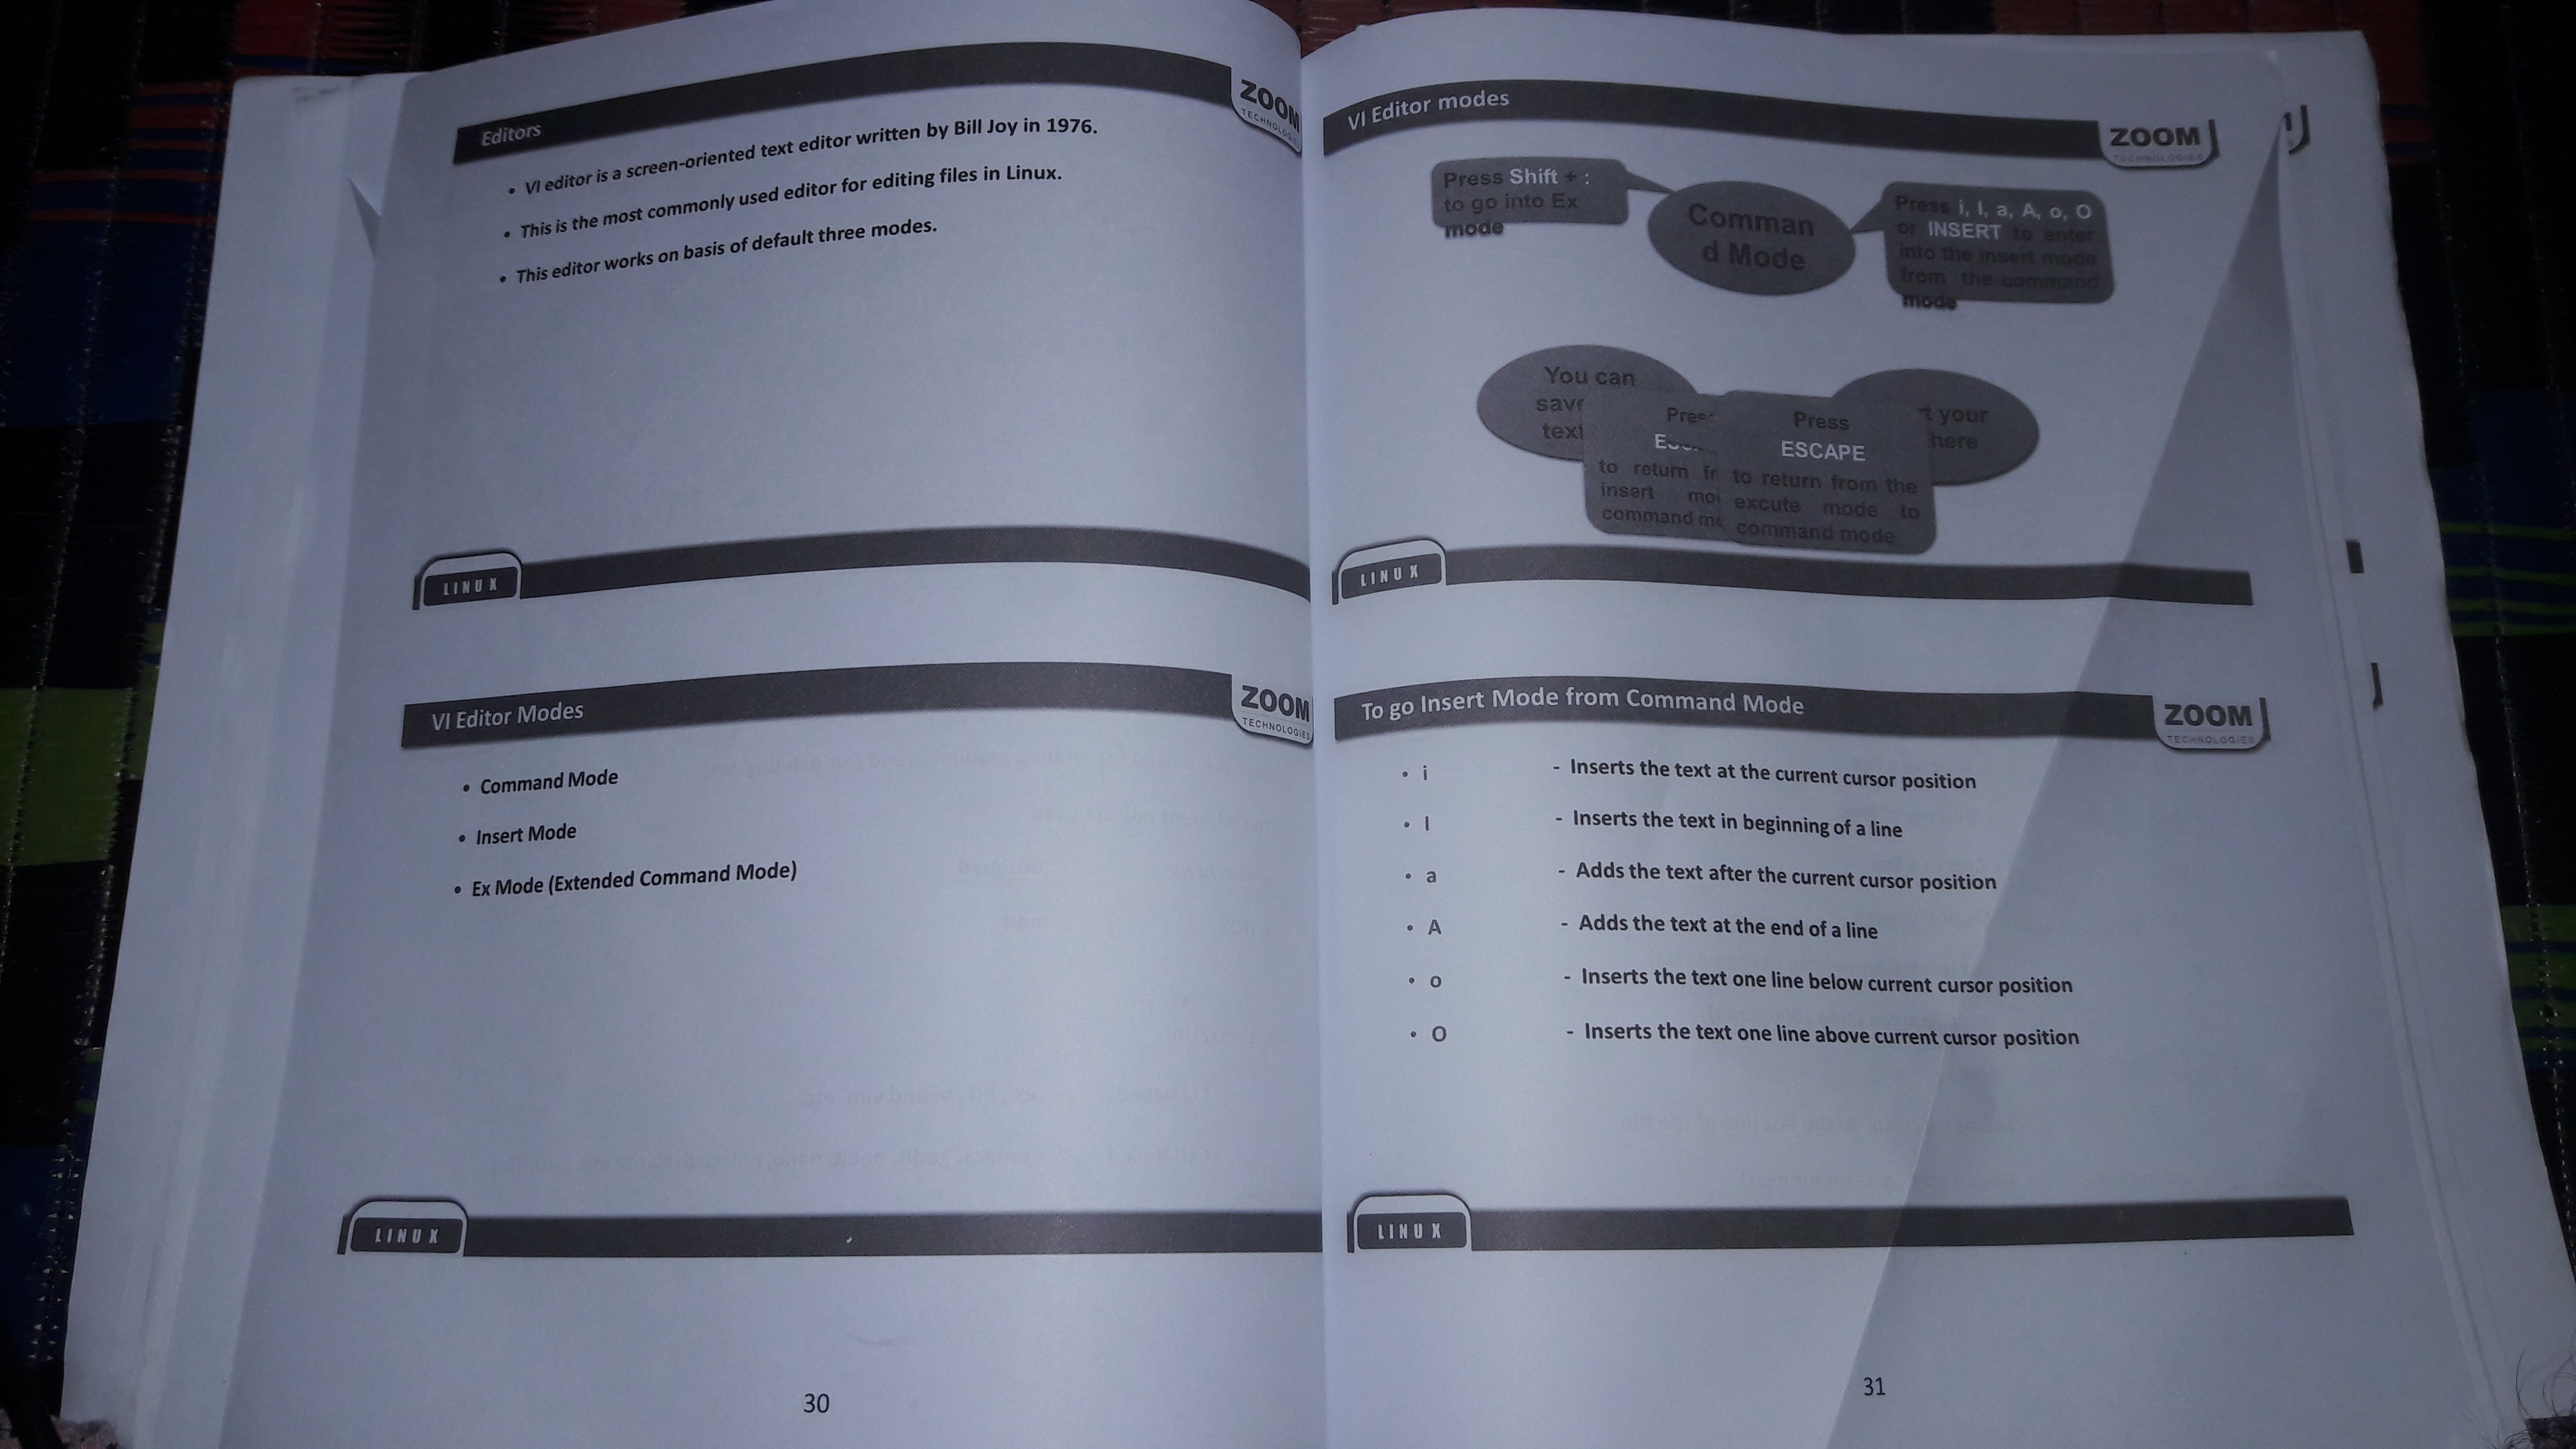 Editors
ZOOM
TECHNOLOGIES
• VI editor is a screen-oriented text editor written by Bill Joy in 1976.
• This is the most commonly used editor for editing files in Linux.
• This editor works on basis of default three modes.
LINUX
VI Editor Modes
ZOOM
TECHNOLOGIES
• Command Mode
• Insert Mode
• Ex Mode (Extended Command Mode)
LINUX
30
VI Editor modes
ZOOM
TECHNOLOGIES
Press Shift + :
to go into Ex
mode
Comman
d Mode
Press i, I, a, A, o, O
or INSERT to enter
into the insert mode
from the command
mode
You can
save
text
Pres
to return fr
insert mo
command mo
Press
ESCAPE
to return from the
excute mode to
command mode
t your
here
LINUX
To go Insert Mode from Command Mode
ZOOM
TECHNOLOGIES
• i - Inserts the text at the current cursor position
• I - Inserts the text in beginning of a line
• a - Adds the text after the current cursor position
• A - Adds the text at the end of a line
• o - Inserts the text one line below current cursor position
• O - Inserts the text one line above current cursor position
LINUX
31